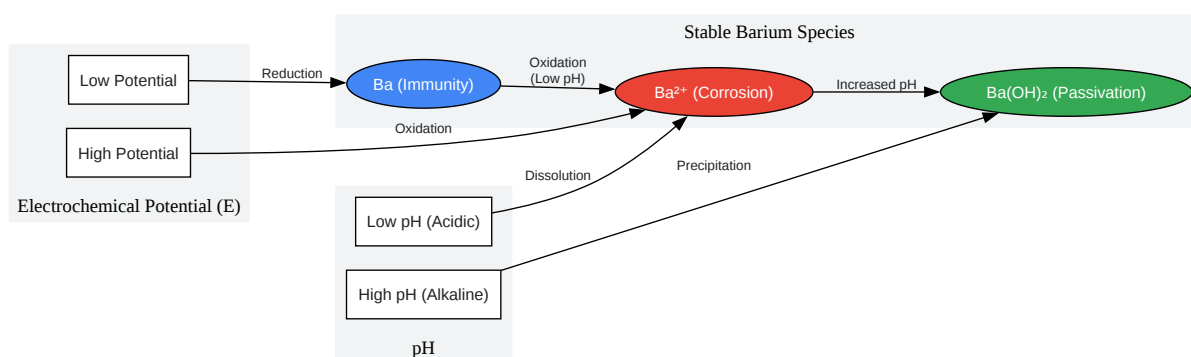 Stable Barium Species
Low Potential
Reduction
Ba (Immunity)
Oxidation
(Low pH)
Ba²⁺ (Corrosion)
Increased pH
Ba(OH)₂ (Passivation)
High Potential
Oxidation
Electrochemical Potential (E)
Dissolution
Precipitation
Low pH (Acidic)
High pH (Alkaline)
pH